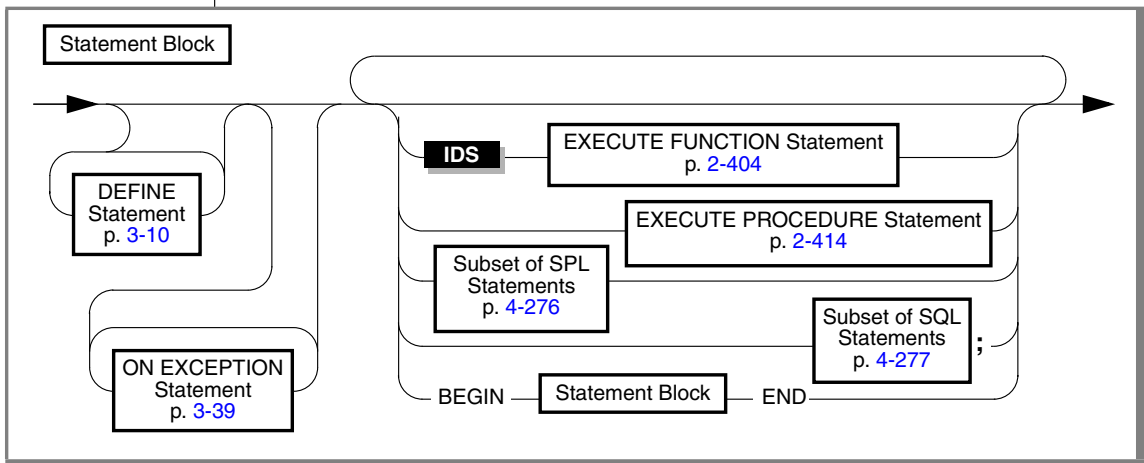 Statement Block
IDS
EXECUTE FUNCTION Statement
p. 2-404
DEFINE
Statement
p. 3-10
EXECUTE PROCEDURE Statement
p. 2-414
Subset of SPL
Statements
p. 4-276
Subset of SQL
Statements
p. 4-277
;
ON EXCEPTION
Statement
p. 3-39
BEGIN Statement Block END